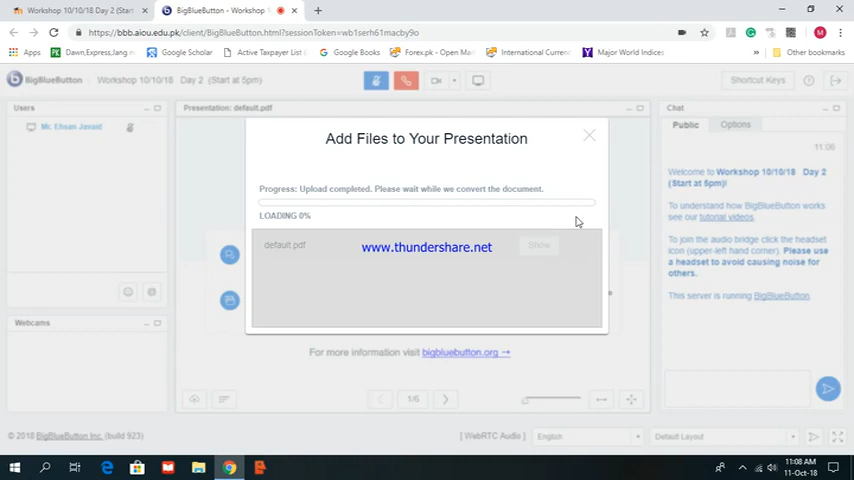 Workshop 10/10/18 Day 2 (Start
BigBlueButton - Workshop 1
https://bbb.aiou.edu.pk/client/BigBlueButton.html?sessionToken=wb1serh61macby9o
Apps
Dawn,Express,Jang n
Google Scholar
Active Taxpayer List
Google Books
Forex.pk - Open Mar
International Currenc
Major World Indices
Other bookmarks
BigBlueButton
Workshop 10/10/18 Day 2 (Start at 5pm)
Shortcut Keys
Users
Presentation: default.pdf
Chat
Mr. Ehsan Javaid
Public
Options
Add Files to Your Presentation
11:06
Welcome to Workshop 10/10/18 Day 2
(Start at 5pm)!
Progress: Upload completed. Please wait while we convert the document.
LOADING 0%
To understand how BigBlueButton works
see our tutorial videos.
default.pdf
www.thundershare.net
Show
To join the audio bridge click the headset
icon (upper-left hand corner). Please use
a headset to avoid causing noise for
others.
This server is running BigBlueButton.
Webcams
For more information visit bigbluebutton.org →
1/6
© 2018 BigBlueButton Inc. (build 923)
[ WebRTC Audio ]
English
Default Layout
11:08 AM
11-Oct-18